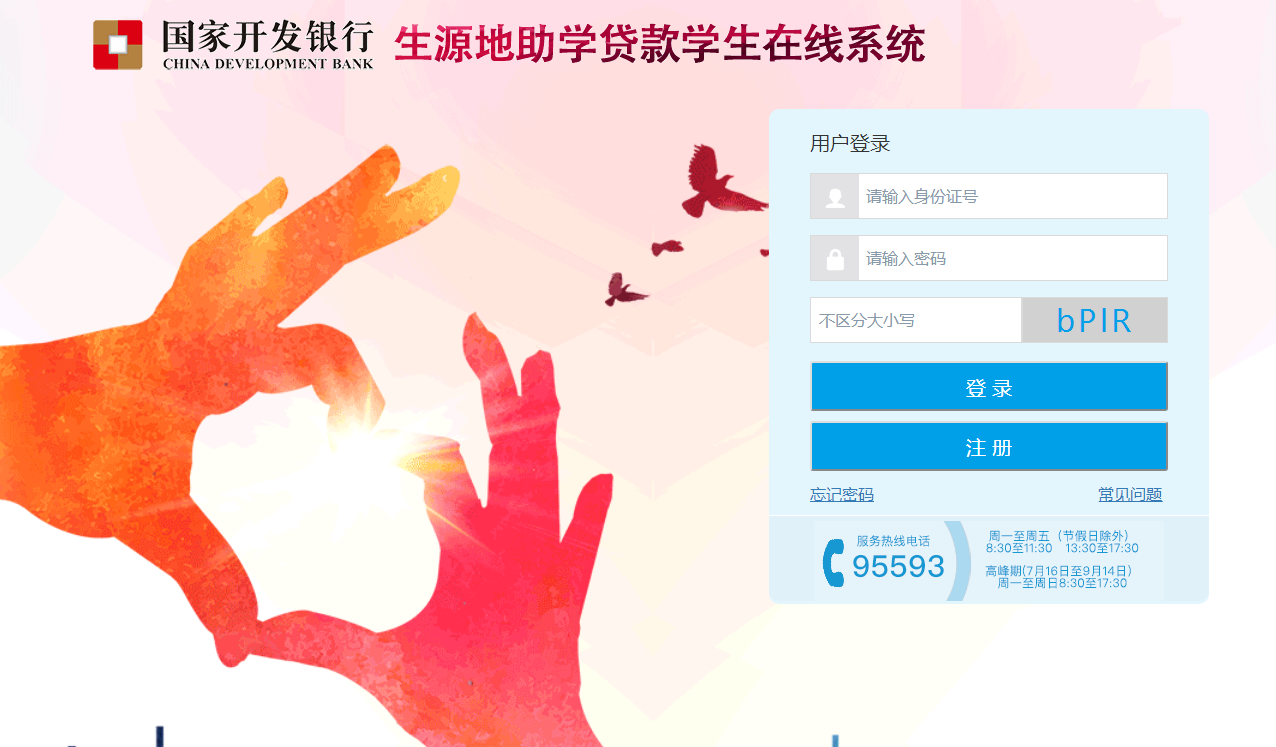 国家开发银行
CHINA DEVELOPMENT BANK
生源地助学贷款学生在线系统
用户登录
请输入身份证号
请输入密码
不区分大小写
bPlR
登 录
注 册
忘记密码
常见问题
服务热线电话
95593
周一至周五（节假日除外）
8:30至11:30 13:30至17:30
高峰期(7月16日至9月14日）
周一至周日8:30至17:30